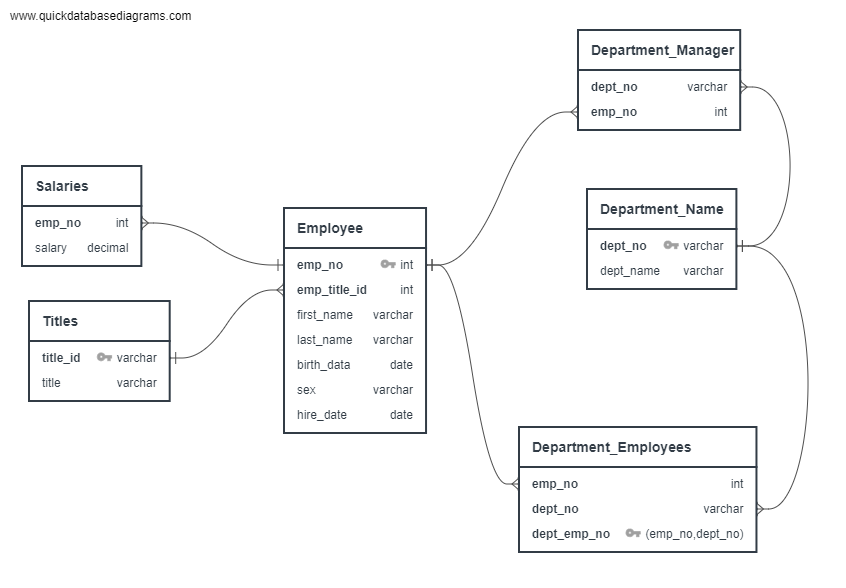 www.quickdatabasediagrams.com
Department_Manager
dept_no varchar
emp_no int
Salaries
emp_no int
salary decimal
Department_Name
dept_no varchar
dept_name varchar
Employee
emp_no int
emp_title_id int
first_name varchar
last_name varchar
birth_data date
sex varchar
hire_date date
Titles
title_id varchar
title varchar
Department_Employees
emp_no int
dept_no varchar
dept_emp_no (emp_no,dept_no)